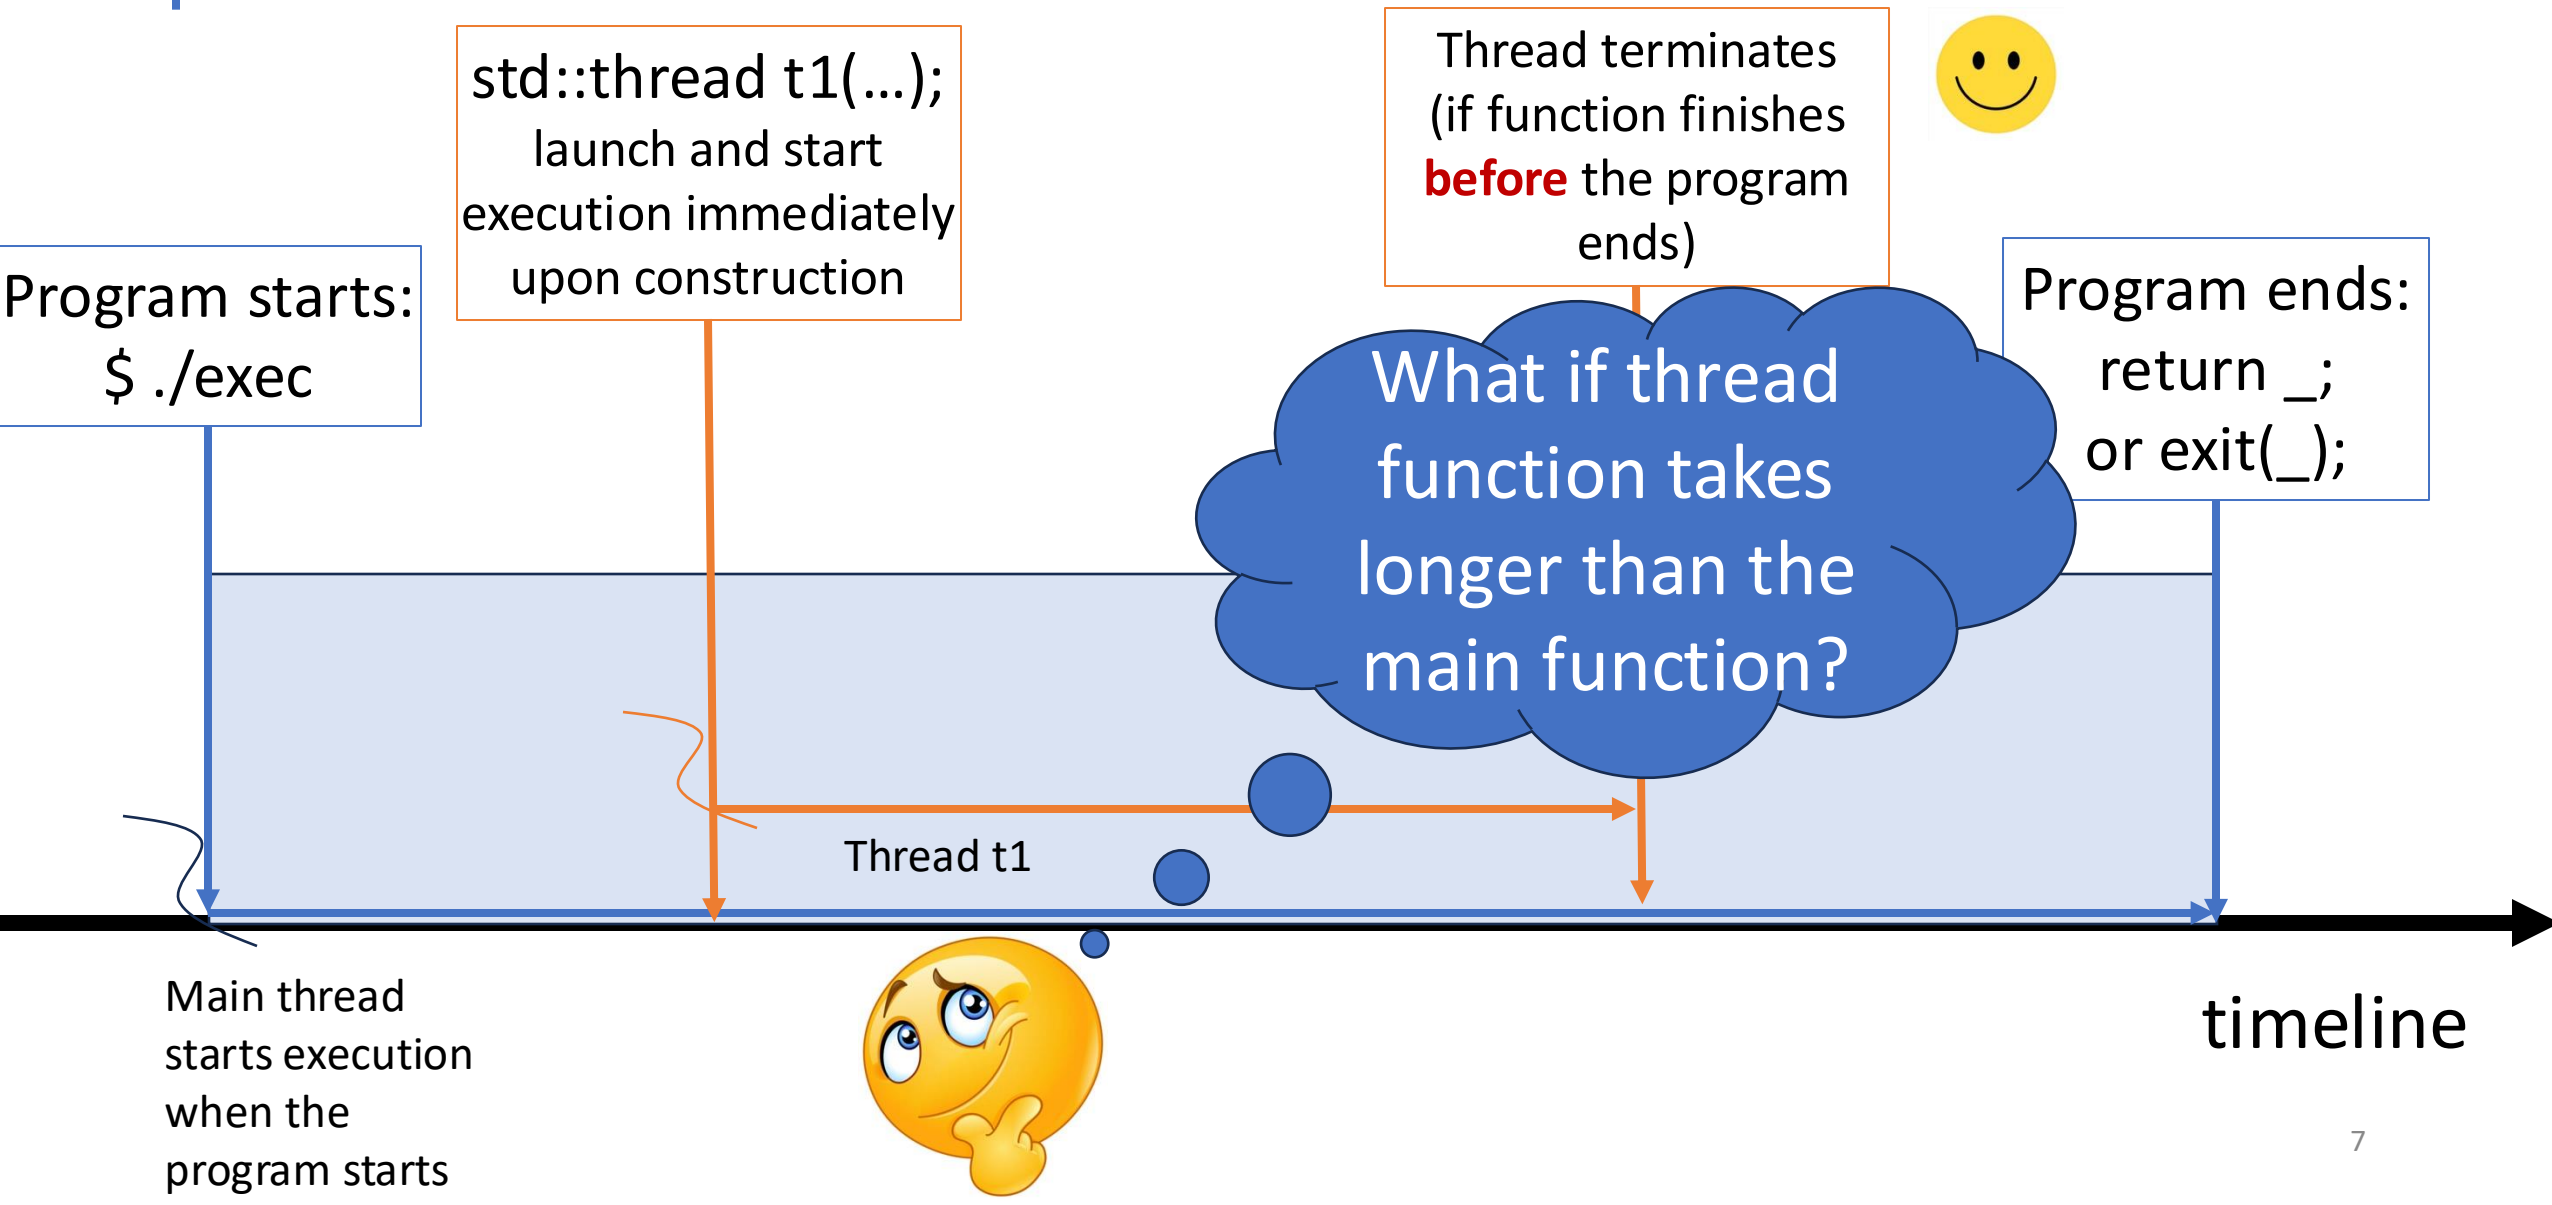 std::thread t1(…);
launch and start
execution immediately
upon construction
Thread terminates
(if function finishes
before the program
ends)
Program starts:
$ ./exec
Program ends:
return _;
or exit(_);
What if thread
function takes
longer than the
main function?
Thread t1
Main thread
starts execution
when the
program starts
timeline
7